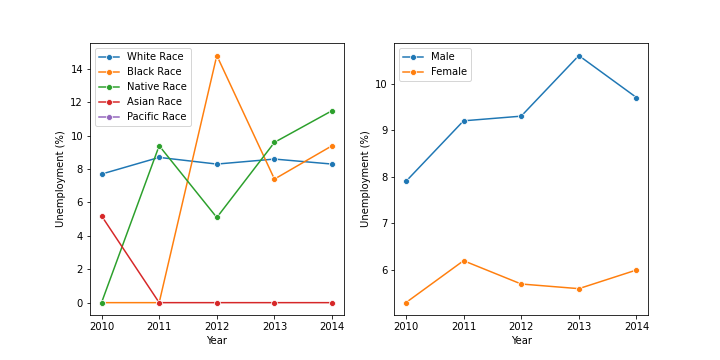 White Race
Black Race
Native Race
Asian Race
Pacific Race
Unemployment (%)
14
12
10
8
6
4
2
0
2010 2011 2012 2013 2014
Year
Male
Female
Unemployment (%)
10
9
8
7
6
2010 2011 2012 2013 2014
Year